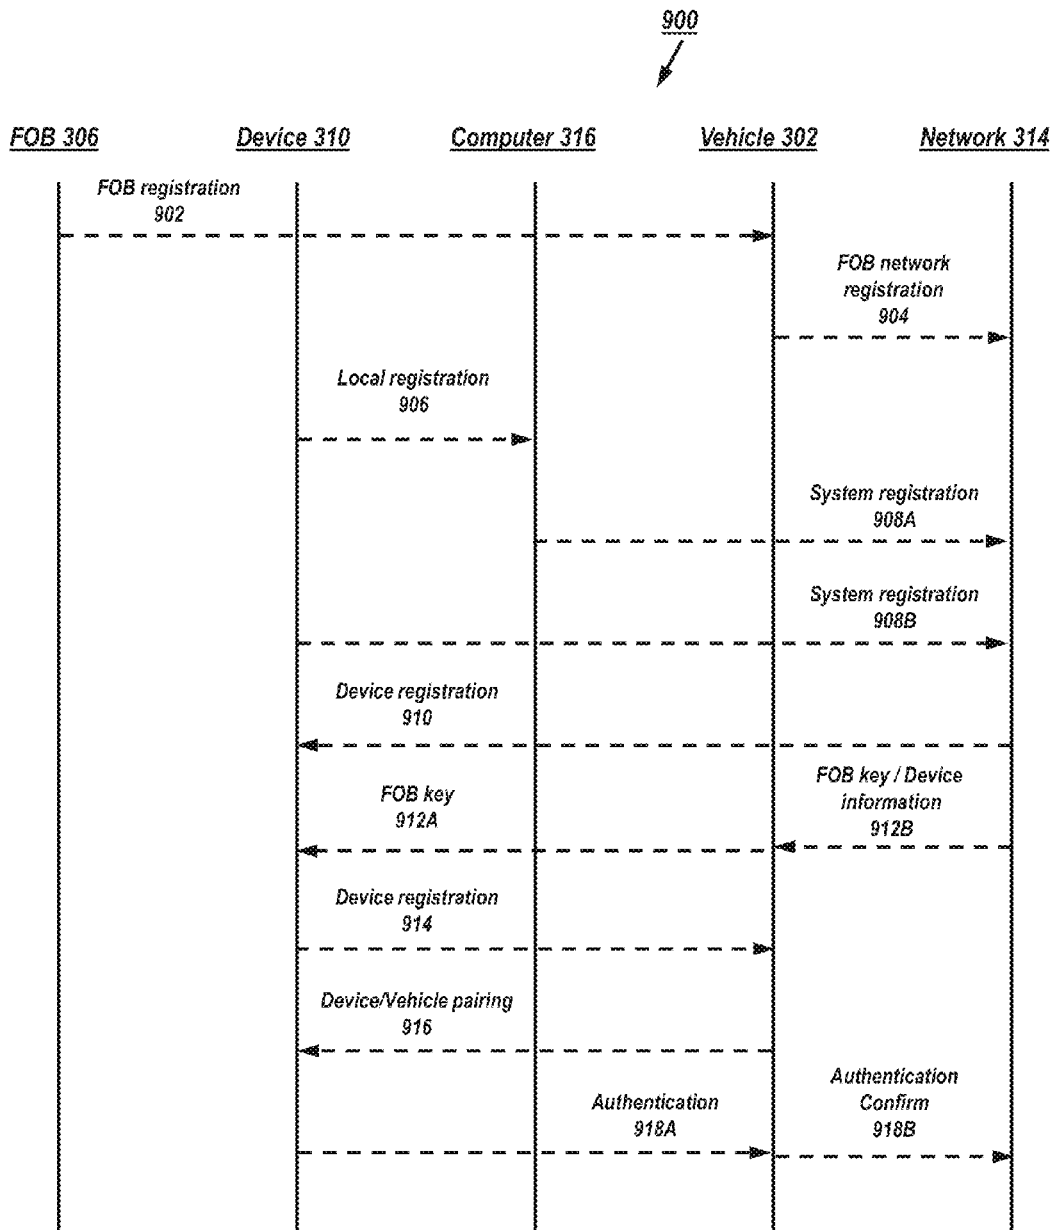 900
FOB 306
Device 310
Computer 316
Vehicle 302
Network 314
FOB registration
902
FOB network
registration
904
Local registration
906
System registration
908A
System registration
908B
Device registration
910
FOB key / Device
information
912B
FOB key
912A
Device registration
914
Device/Vehicle pairing
916
Authentication
918A
Authentication
Confirm
918B